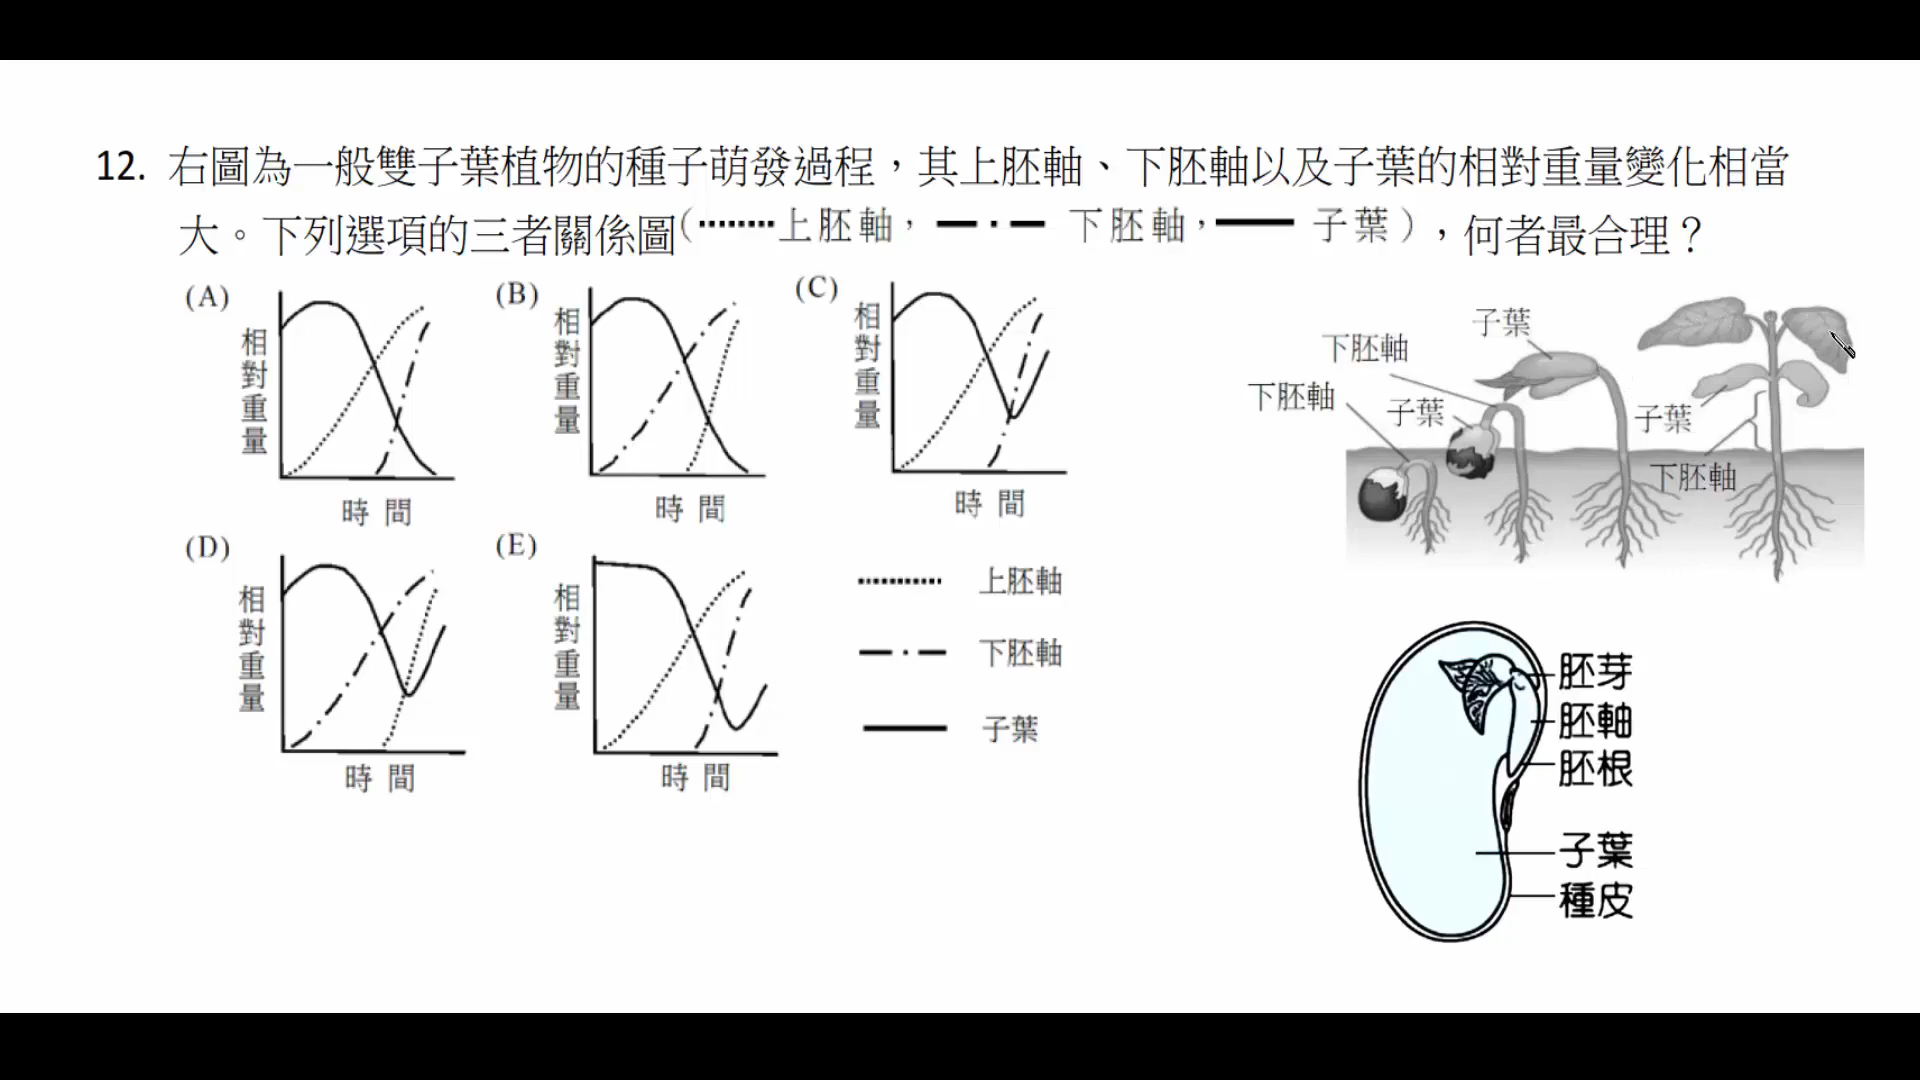 12. 右圖為一般雙子葉植物的種子萌發過程，其上胚軸、下胚軸以及子葉的相對重量變化相當
大。下列選項的三者關係圖(上胚軸，下胚軸，子葉)，何者最合理？
(A)
相對重量
時間
(B)
相對重量
時間
(C)
相對重量
時間
(D)
相對重量
時間
(E)
相對重量
時間
上胚軸
下胚軸
子葉
子葉
下胚軸
下胚軸
子葉
子葉
下胚軸
胚芽
胚軸
胚根
子葉
種皮